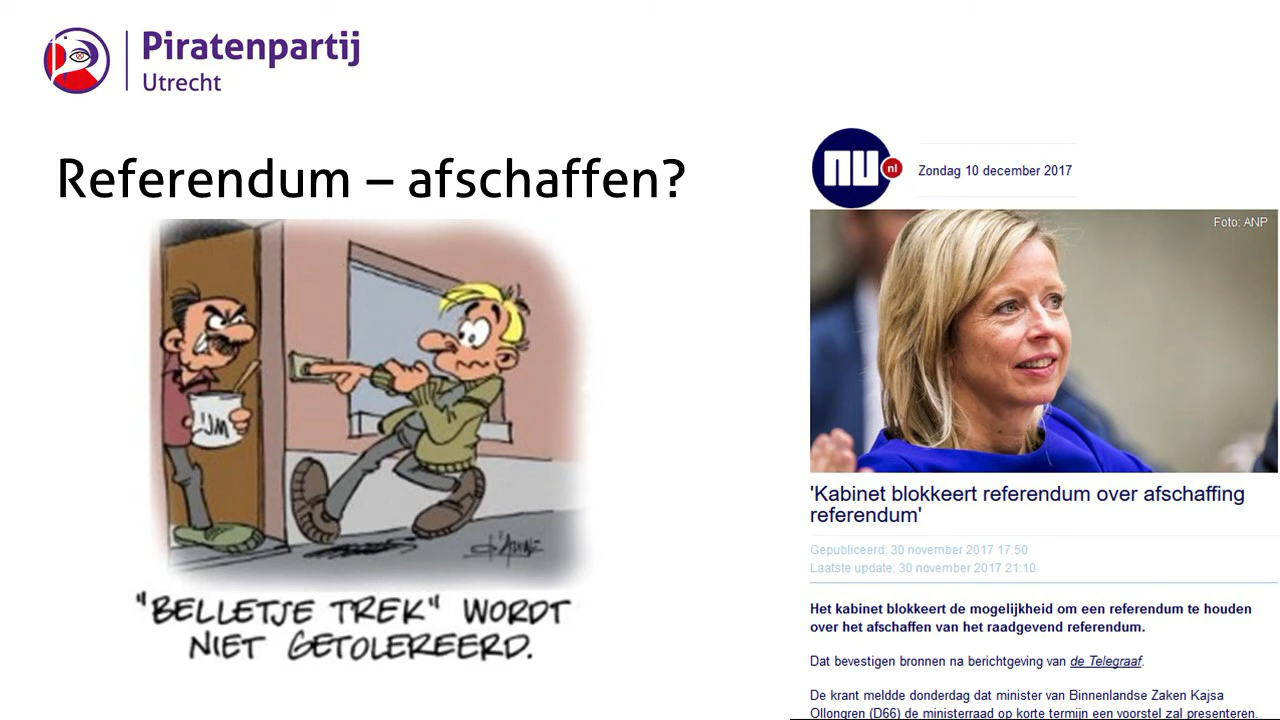 Piratenpartij
Utrecht
Referendum – afschaffen?
'JM
"BELLETJE TREK" WORDT
NIET GETOLEREERD.
nu
nl
Zondag 10 december 2017
Foto: ANP
'Kabinet blokkeert referendum over afschaffing
referendum'
Gepubliceerd: 30 november 2017 17:50
Laatste update: 30 november 2017 21:10
Het kabinet blokkeert de mogelijkheid om een referendum te houden
over het afschaffen van het raadgevend referendum.
Dat bevestigen bronnen na berichtgeving van de Telegraaf.
De krant meldde donderdag dat minister van Binnenlandse Zaken Kajsa
Ollongren (D66) de ministerraad op korte termijn een voorstel zal presenteren.